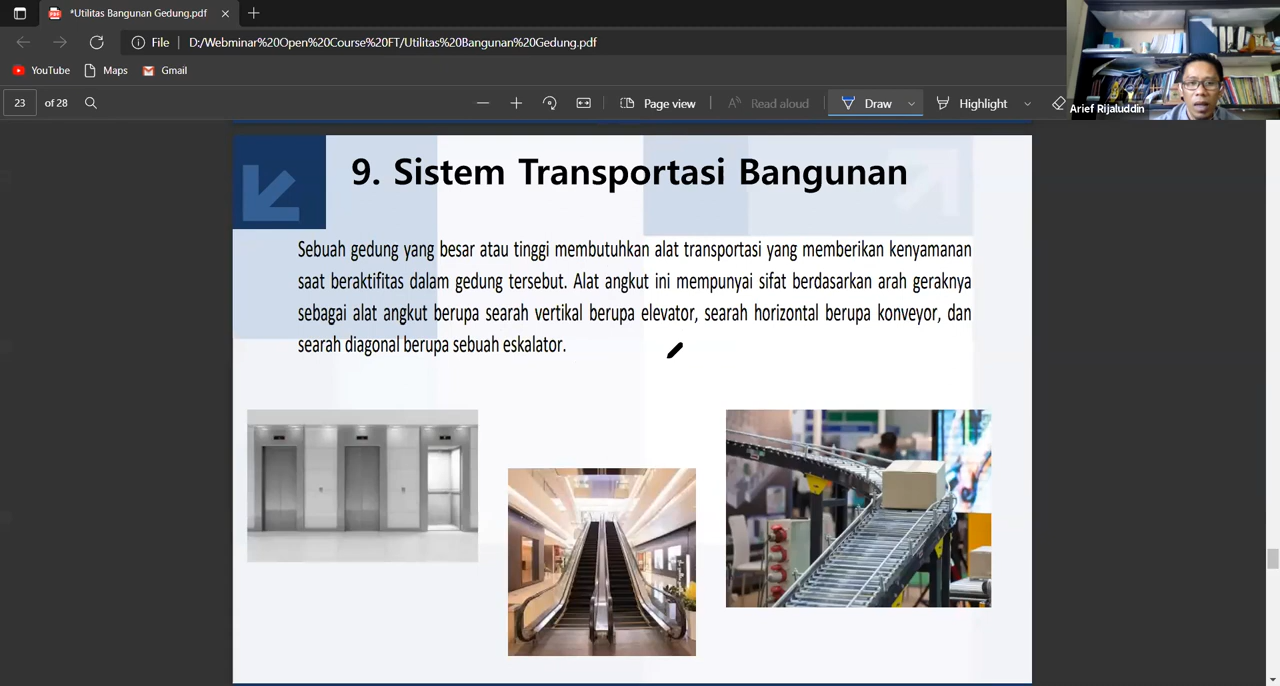 *Utilitas Bangunan Gedung.pdf
File
D:/Webminar%20Open%20Course%20FT/Utilitas%20Bangunan%20Gedung.pdf
YouTube
Maps
Gmail
23 of 28
Page view
Read aloud
Draw
Highlight
Arief Rijaluddin
9. Sistem Transportasi Bangunan
Sebuah gedung yang besar atau tinggi membutuhkan alat transportasi yang memberikan kenyamanan
saat beraktifitas dalam gedung tersebut. Alat angkut ini mempunyai sifat berdasarkan arah geraknya
sebagai alat angkut berupa searah vertikal berupa elevator, searah horizontal berupa konveyor, dan
searah diagonal berupa sebuah eskalator.